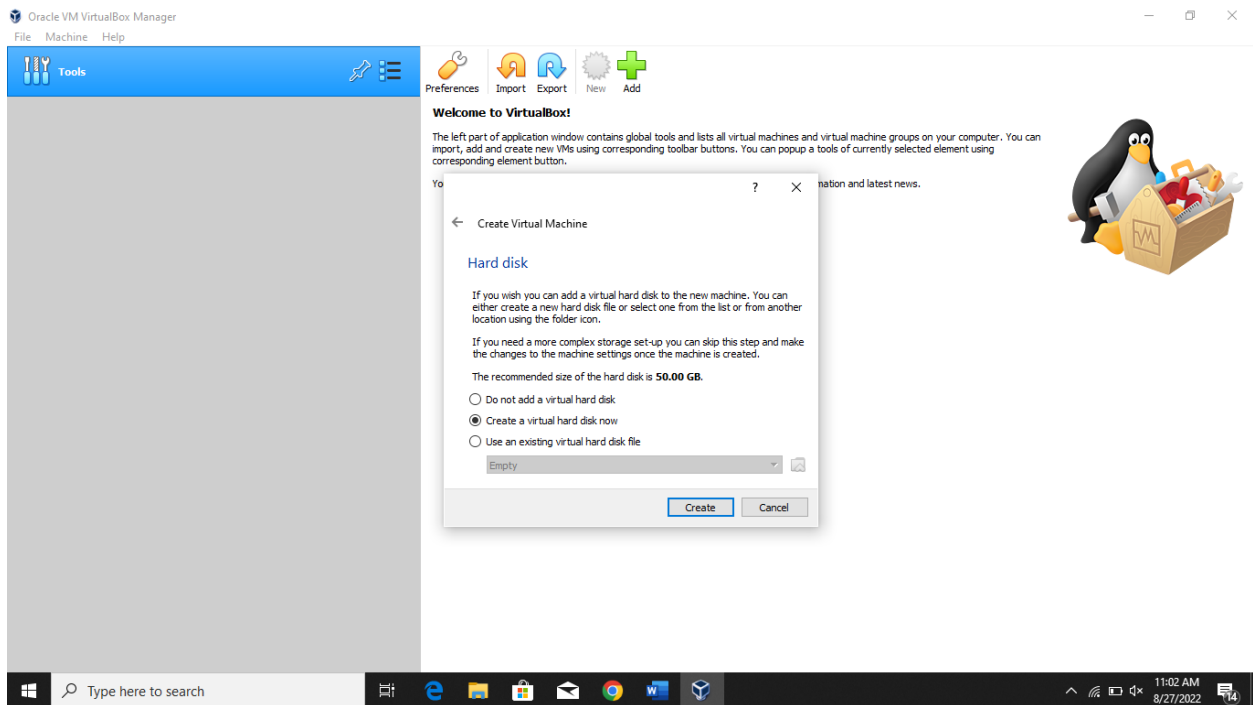 Oracle VM VirtualBox Manager
File Machine Help
Tools
Preferences Import Export New Add
Welcome to VirtualBox!
The left part of application window contains global tools and lists all virtual machines and virtual machine groups on your computer. You can
import, add and create new VMs using corresponding toolbar buttons. You can popup a tools of currently selected element using
corresponding element button.
Yo
mation and latest news.
?
Create Virtual Machine
Hard disk
If you wish you can add a virtual hard disk to the new machine. You can
either create a new hard disk file or select one from the list or from another
location using the folder icon.
If you need a more complex storage set-up you can skip this step and make
the changes to the machine settings once the machine is created.
The recommended size of the hard disk is 50.00 GB.
Do not add a virtual hard disk
Create a virtual hard disk now
Use an existing virtual hard disk file
Empty
Create Cancel
Type here to search
11:02 AM
8/27/2022
14